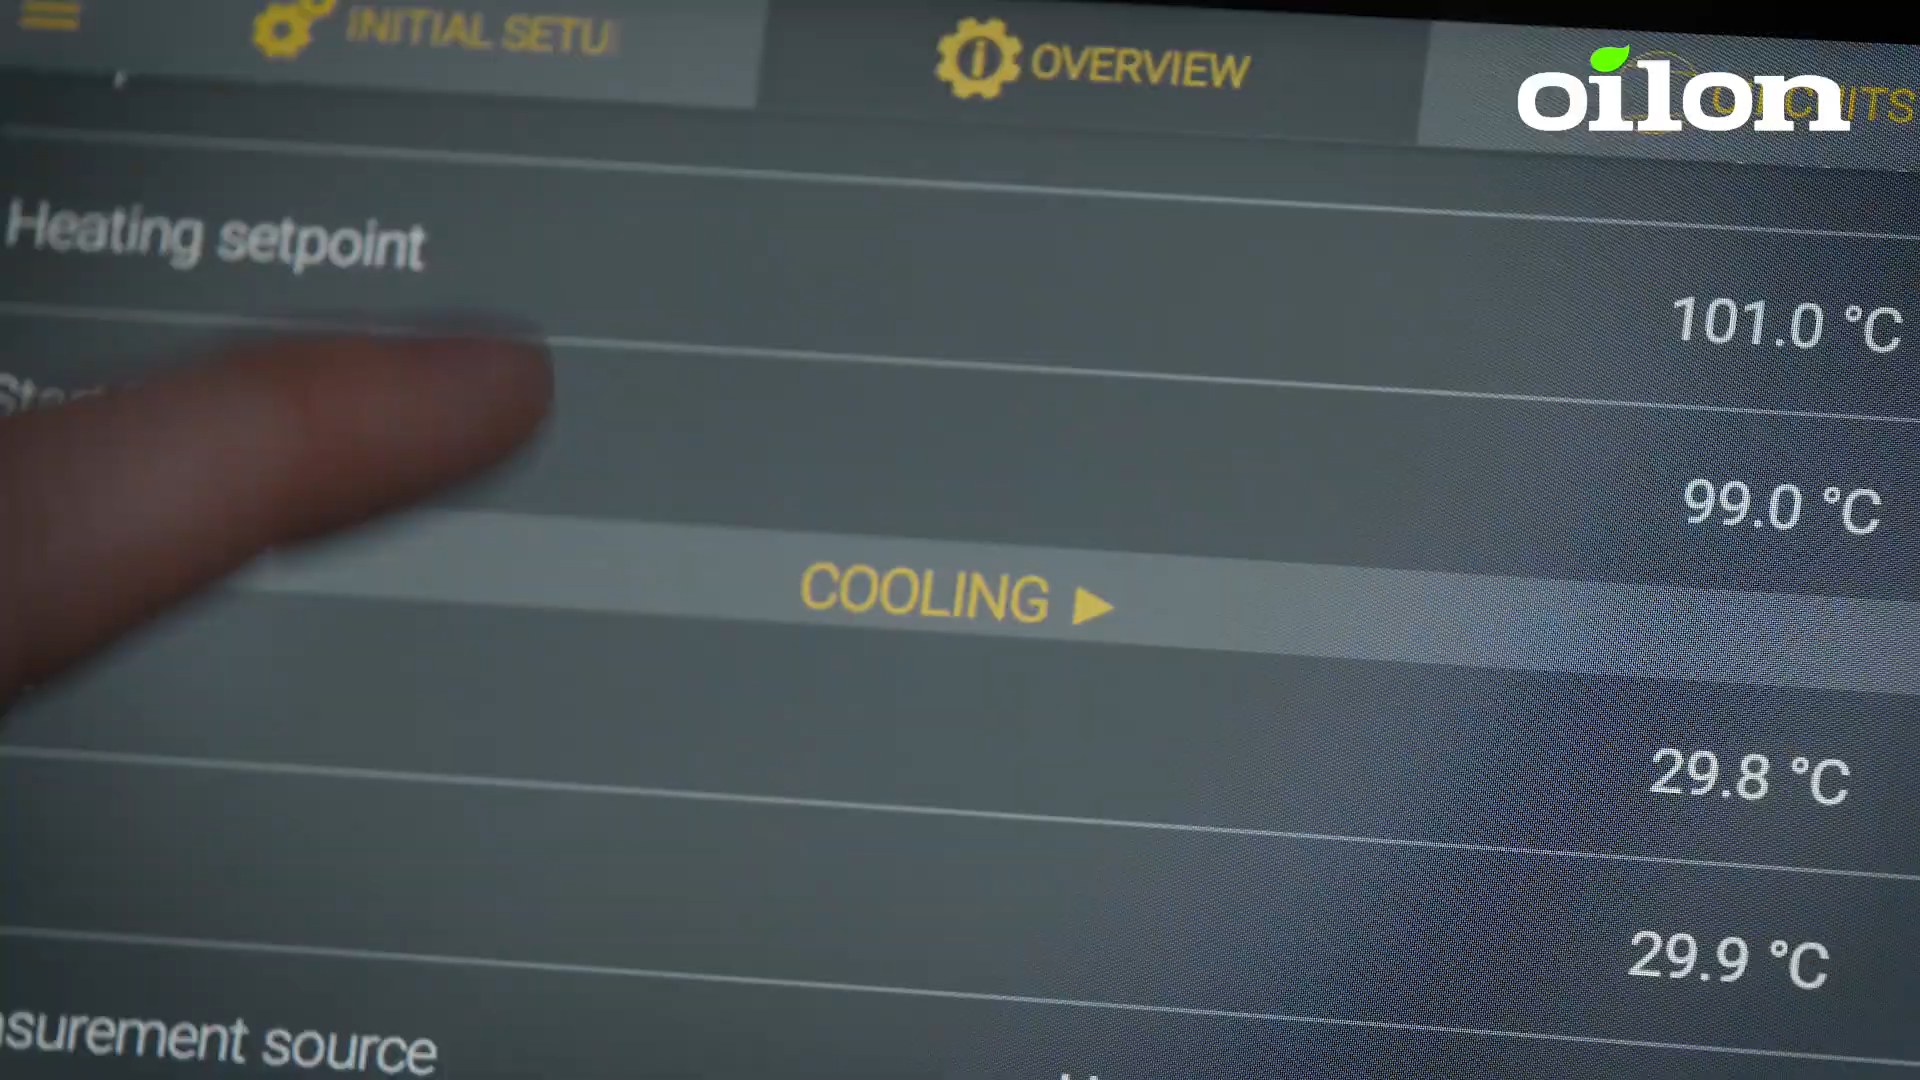 INITIAL SETU
OVERVIEW
oilon
Heating setpoint
101.0 °C
99.0 °C
COOLING ▶
29.8 °C
29.9 °C
surement source